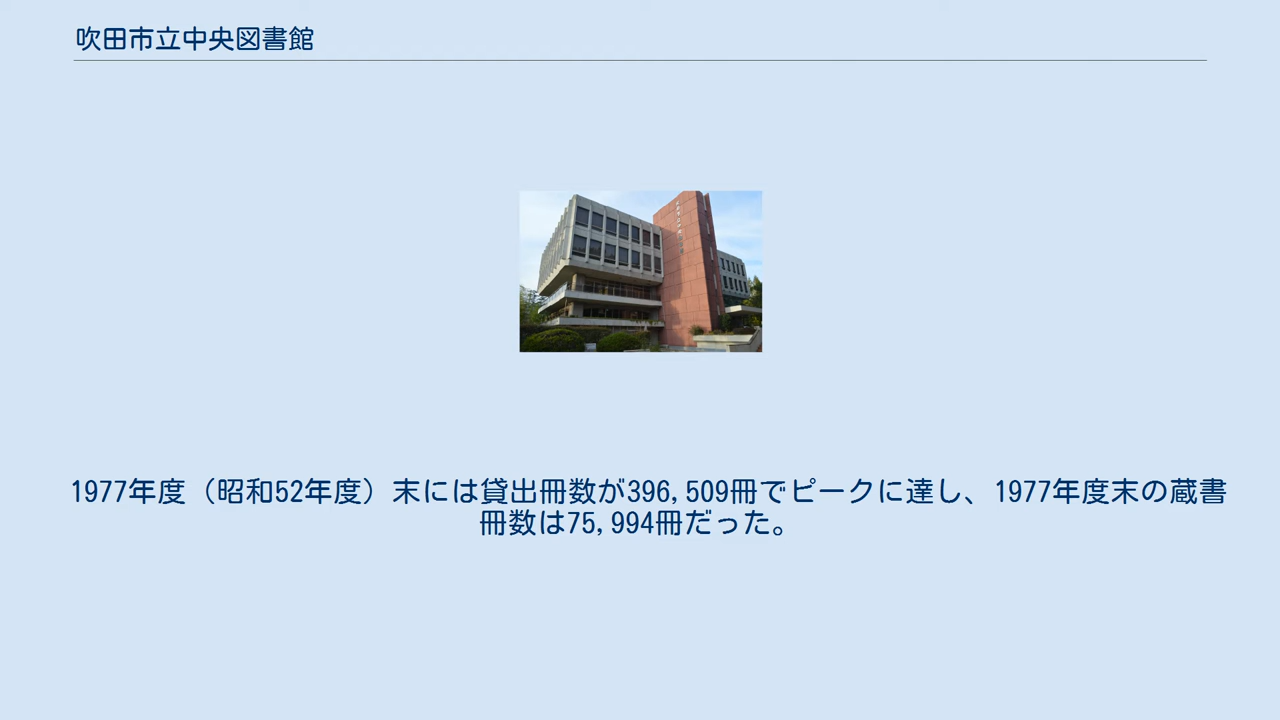 吹田市立中央図書館
1977年度（昭和52年度）末には貸出冊数が396,509冊でピークに達し、1977年度末の蔵書
冊数は75,994冊だった。